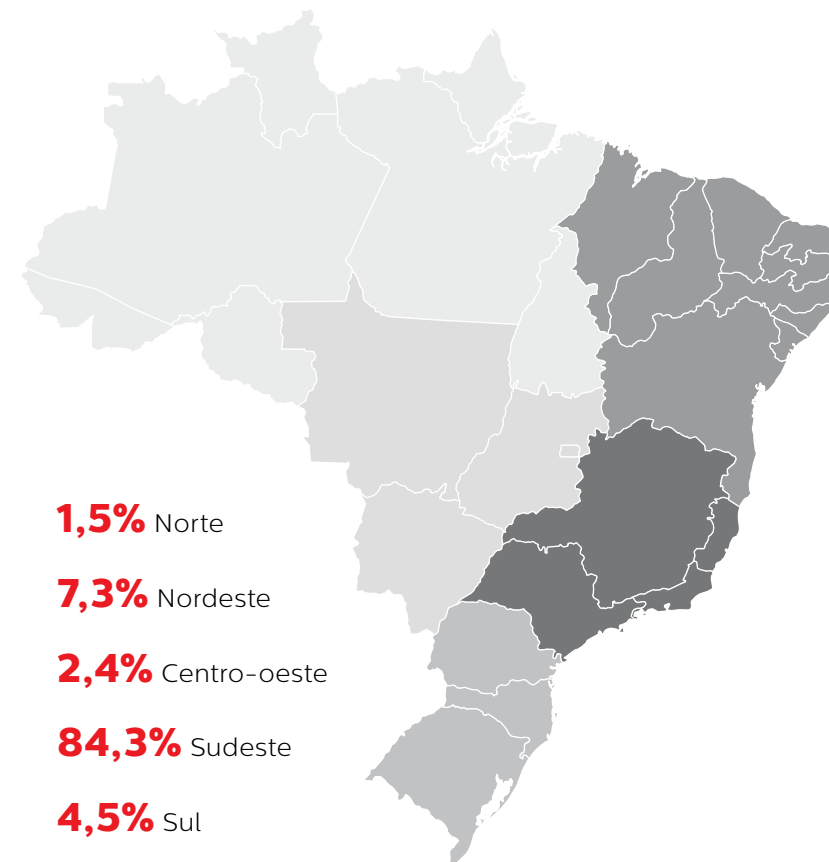 1,5% Norte
7,3% Nordeste
2,4% Centro-oeste
84,3% Sudeste
4,5% Sul